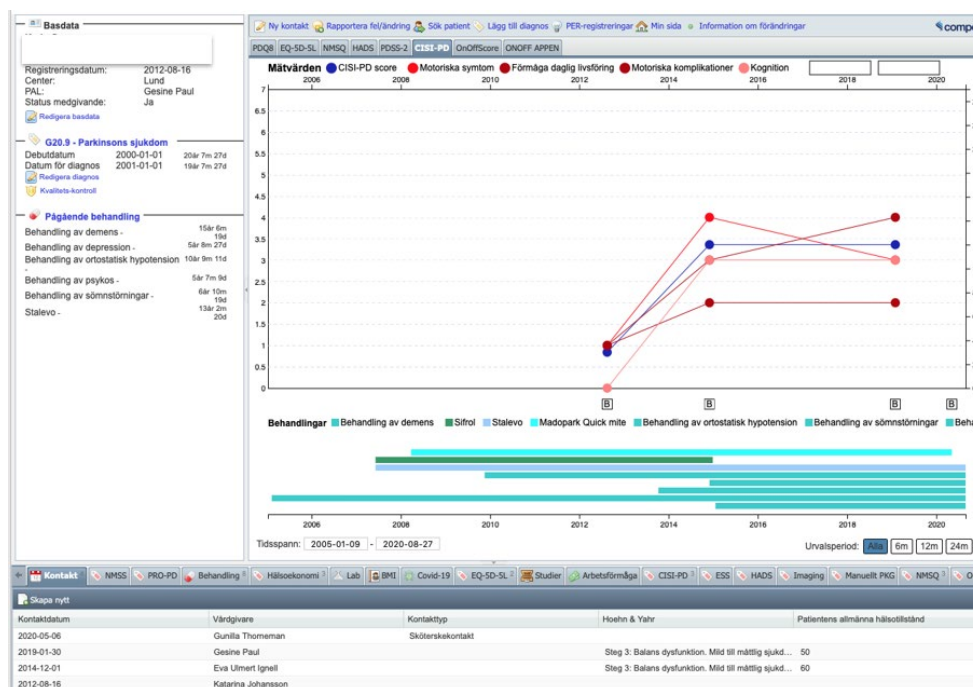 Basdata
Registreringsdatum: 2012-08-16
Center: Lund
PAL: Gesine Paul
Status medgivande: Ja
Redigera basdata
G20.9 - Parkinsons sjukdom
Debutdatum 2000-01-01 20år 7m 27d
Datum för diagnos 2001-01-01 19år 7m 27d
Redigera diagnos
Kvalitets-kontroll
Pågående behandling
Behandling av demens - 15år 6m 19d
Behandling av depression - 5år 8m 27d
Behandling av ortostatisk hypotension - 10år 9m 11d
Behandling av psykos - 5år 7m 9d
Behandling av sömnstörningar - 6år 10m 19d
Stalevo - 13år 2m 20d
Ny kontakt Rapportera fel/ändring Sök patient Lägg till diagnos PER-registreringar Min sida Information om förändringar
PDQ8 EQ-5D-5L NMSQ HADS PDSS-2 CISI-PD OnOffScore ONOFF APPEN
Mätvärden CISI-PD score Motoriska symtom Förmåga daglig livsföring Motoriska komplikationer Kognition
2006 2008 2010 2012 2014 2016 2018 2020
7
6.5
6
5.5
5
4.5
4
3.5
3
2.5
2
1.5
1
0.5
0
B B B B
Behandlingar Behandling av demens Sifrol Stalevo Madopark Quick mite Behandling av ortostatisk hypotension Behandling av sömnstörningar
2006 2008 2010 2012 2014 2016 2018 2020
Tidsspann: 2005-01-09 - 2020-08-27
Urvalsperiod: Alla 6m 12m 24m
Kontakt NMSS PRO-PD Behandling Hälsoekonomi 3 Lab BMI Covid-19 EQ-5D-5L 2 Studier Arbetsförmåga CISI-PD 3 ESS HADS Imaging Manuellt PKG NMSQ 3
Skapa nytt
Kontaktdatum Vårdgivare Kontakttyp Hoehn & Yahr Patientens allmänna hälsotillstånd
2020-05-06 Gunilla Thorneman Sköterskekontakt
2019-01-30 Gesine Paul Steg 3: Balans dysfunktion. Mild till måttlig sjukd... 50
2014-12-01 Eva Ulmert Ignell Steg 3: Balans dysfunktion. Mild till måttlig sjukd... 60
2012-08-16 Katarina Johansson